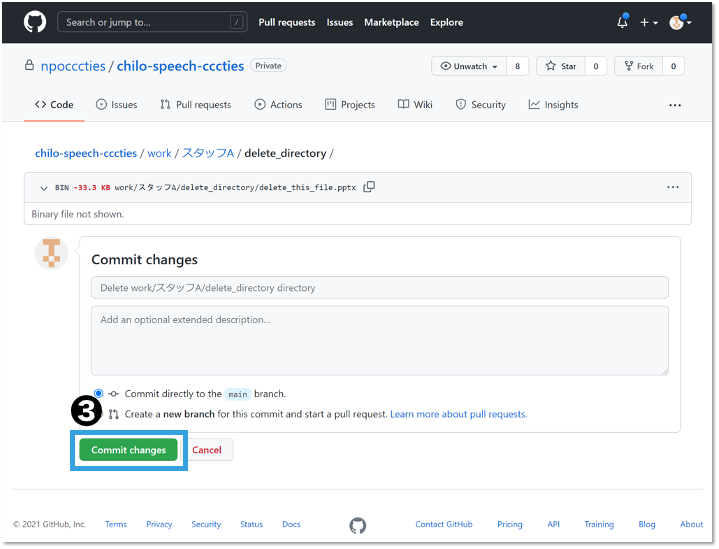 Search or jump to... / Pull requests Issues Marketplace Explore
npocccties / chilo-speech-cccties Private Unwatch 8 Star 0 Fork 0
Code Issues Pull requests Actions Projects Wiki Security Insights ...
chilo-speech-cccties / work / スタッフA / delete_directory /
BIN -33.3 KB work/スタッフA/delete_directory/delete_this_file.pptx ...
Binary file not shown.
Commit changes
Delete work/スタッフA/delete_directory directory
Add an optional extended description...
Commit directly to the main branch.
3 Create a new branch for this commit and start a pull request. Learn more about pull requests.
Commit changes Cancel
© 2021 GitHub, Inc. Terms Privacy Security Status Docs Contact GitHub Pricing API Training Blog About